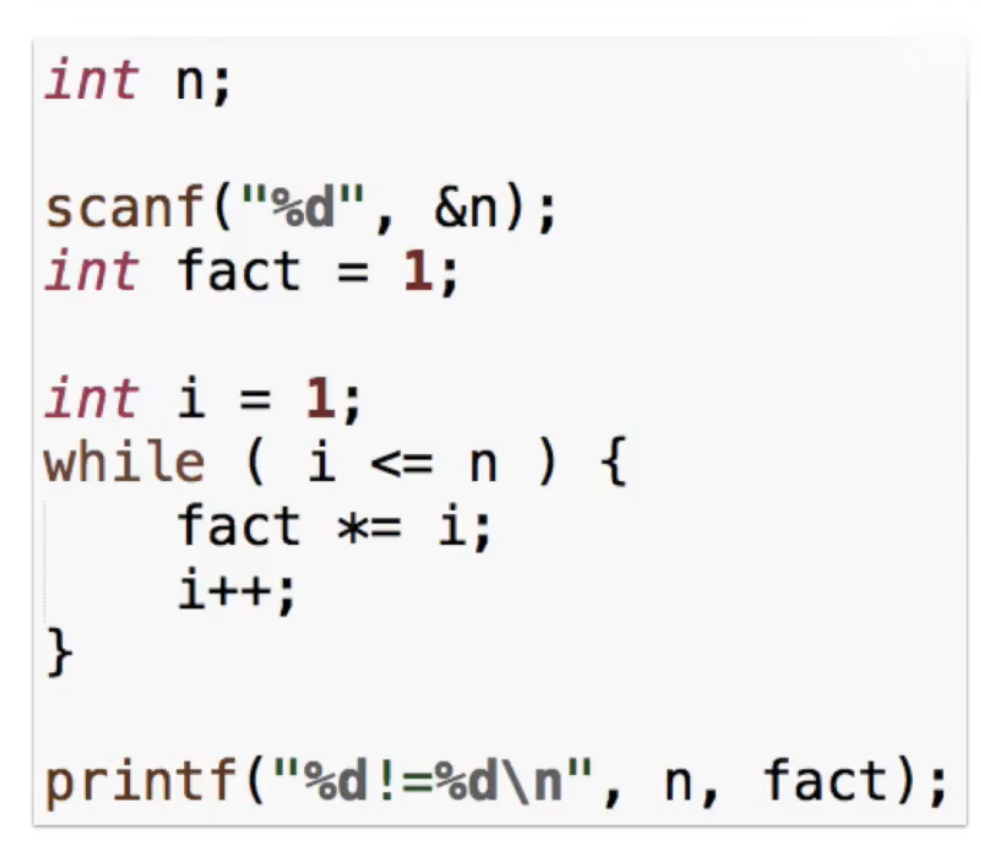 int n;
scanf("%d", &n);
int fact = 1;
int i = 1;
while ( i <= n ) {
fact *= i;
i++;
}
printf("%d!=%d\n", n, fact);